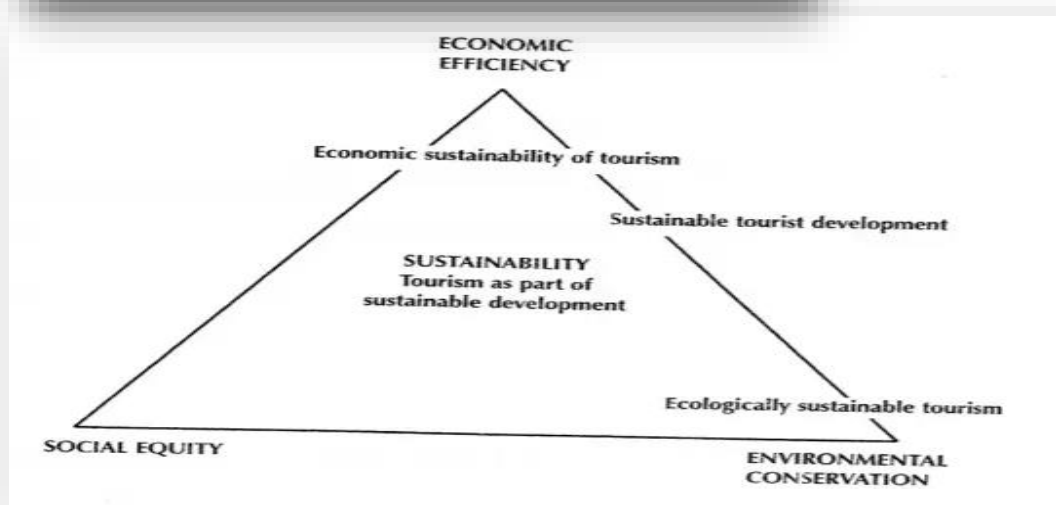 ECONOMIC
EFFICIENCY
Economic sustainability of tourism
Sustainable tourist development
SUSTAINABILITY
Tourism as part of
sustainable development
Ecologically sustainable tourism
SOCIAL EQUITY
ENVIRONMENTAL
CONSERVATION